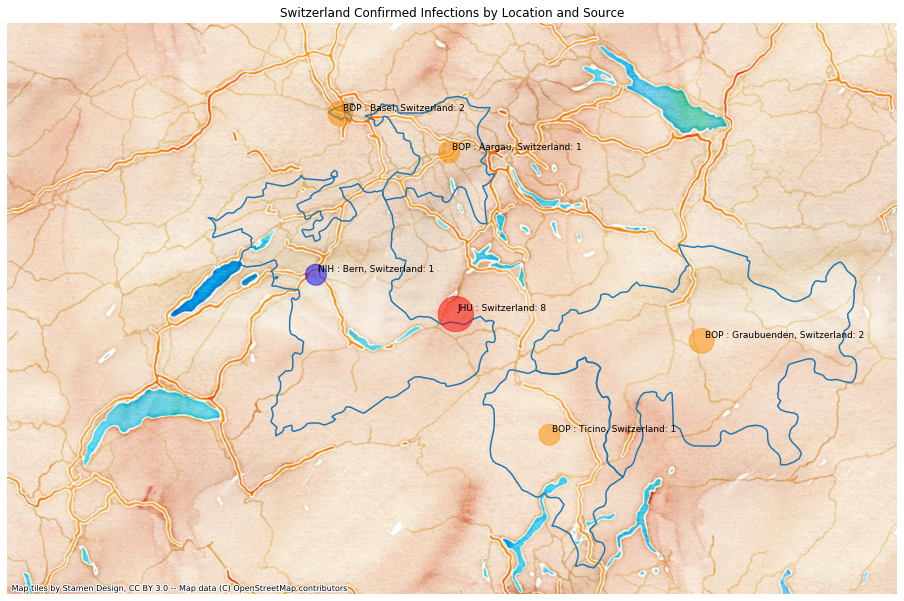 Switzerland Confirmed Infections by Location and Source
BOP : Basel, Switzerland: 2
BOP : Aargau, Switzerland: 1
NIH : Bern, Switzerland: 1
JHU : Switzerland: 8
BOP : Graubuenden, Switzerland: 2
BOP : Ticino, Switzerland: 1
Map tiles by Stamen Design, CC BY 3.0 -- Map data (C) OpenStreetMap contributors